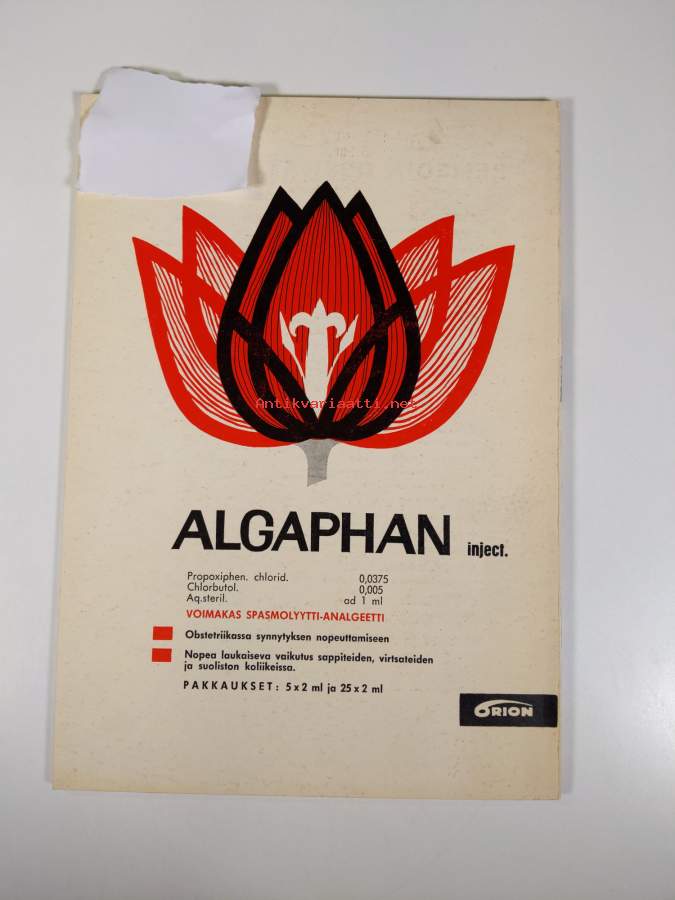 Antikvariaatti.net
ALGAPHAN inject.
Propoxiphen. chlorid. 0,0375
Chlorbutol. 0,005
Aq.steril. ad 1 ml
VOIMAKAS SPASMOLYYTTI-ANALGEETTI
Obstetriikassa synnytyksen nopeuttamiseen
Nopea laukaiseva vaikutus sappiteiden, virtsateiden
ja suoliston koliikeissa.
PAKKAUKSET: 5 x 2 ml ja 25 x 2 ml
ORION